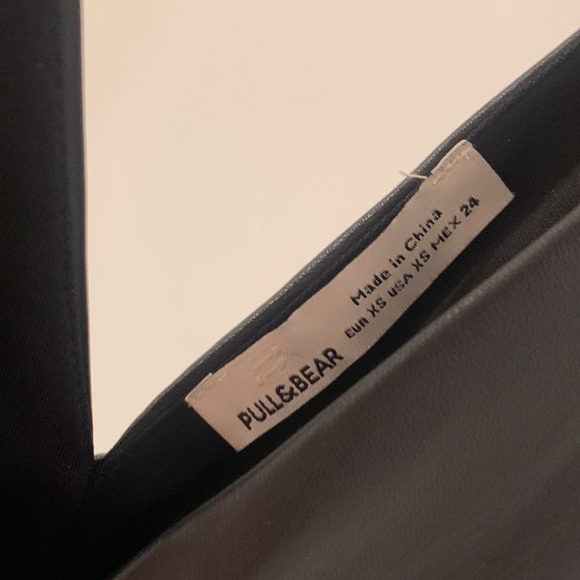 PULL&BEAR
Made in China
EUR XS USA XS MEX 24